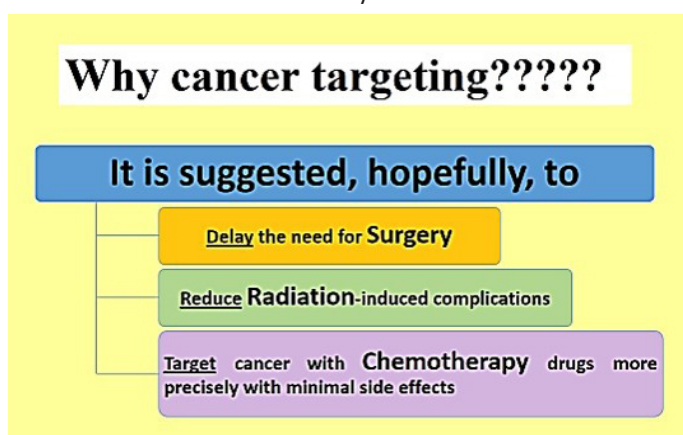 Why cancer targeting?????
It is suggested, hopefully, to
Delay the need for Surgery
Reduce Radiation-induced complications
Target cancer with Chemotherapy drugs more
precisely with minimal side effects